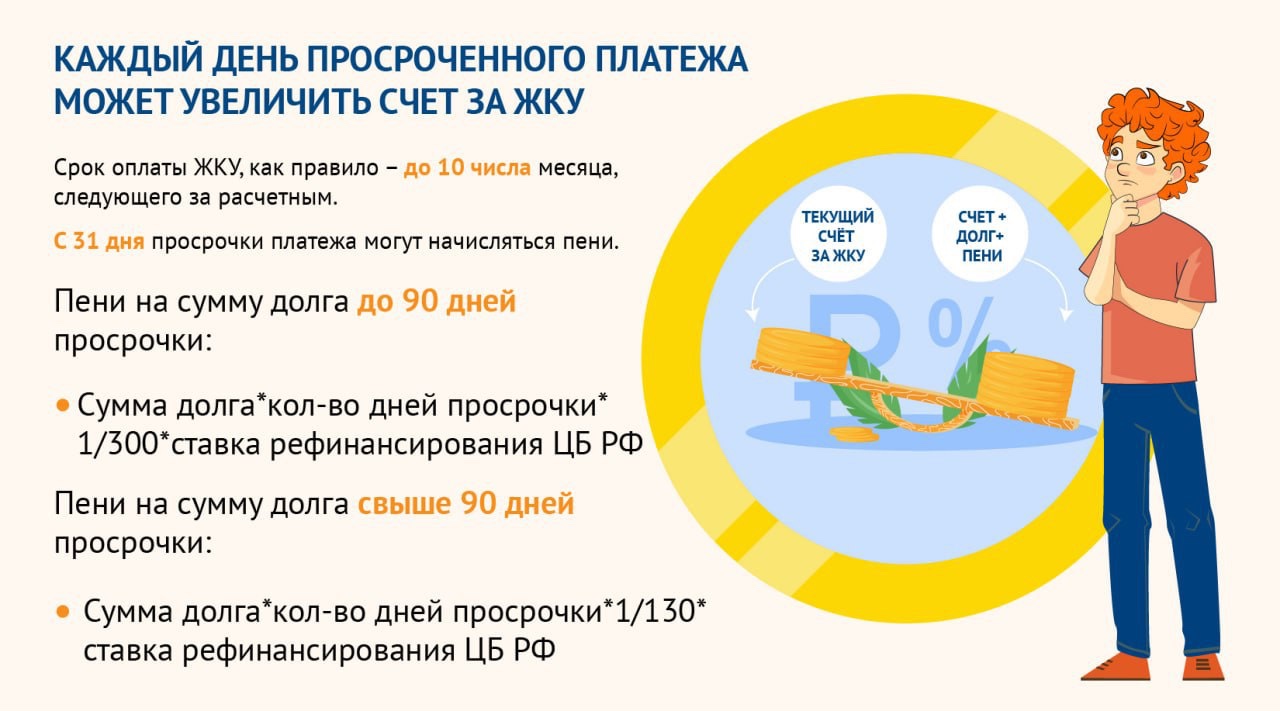 КАЖДЫЙ ДЕНЬ ПРОСРОЧЕННОГО ПЛАТЕЖА
МОЖЕТ УВЕЛИЧИТЬ СЧЕТ ЗА ЖКУ
Срок оплаты ЖКУ, как правило – до 10 числа месяца,
следующего за расчетным.
С 31 дня просрочки платежа могут начисляться пени.
Пени на сумму долга до 90 дней
просрочки:
• Сумма долга*кол-во дней просрочки*
1/300*ставка рефинансирования ЦБ РФ
Пени на сумму долга свыше 90 дней
просрочки:
• Сумма долга*кол-во дней просрочки*1/130*
ставка рефинансирования ЦБ РФ
ТЕКУЩИЙ
СЧЁТ
ЗА ЖКУ
СЧЕТ +
ДОЛГ+
ПЕНИ
₽ %